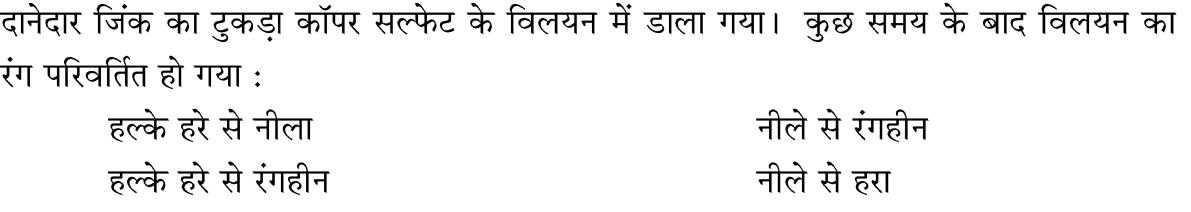 दानेदार जिंक का टुकड़ा कॉपर सल्फेट के विलयन में डाला गया। कुछ समय के बाद विलयन का
रंग परिवर्तित हो गया :
हल्के हरे से नीला नीले से रंगहीन
हल्के हरे से रंगहीन नीले से हरा